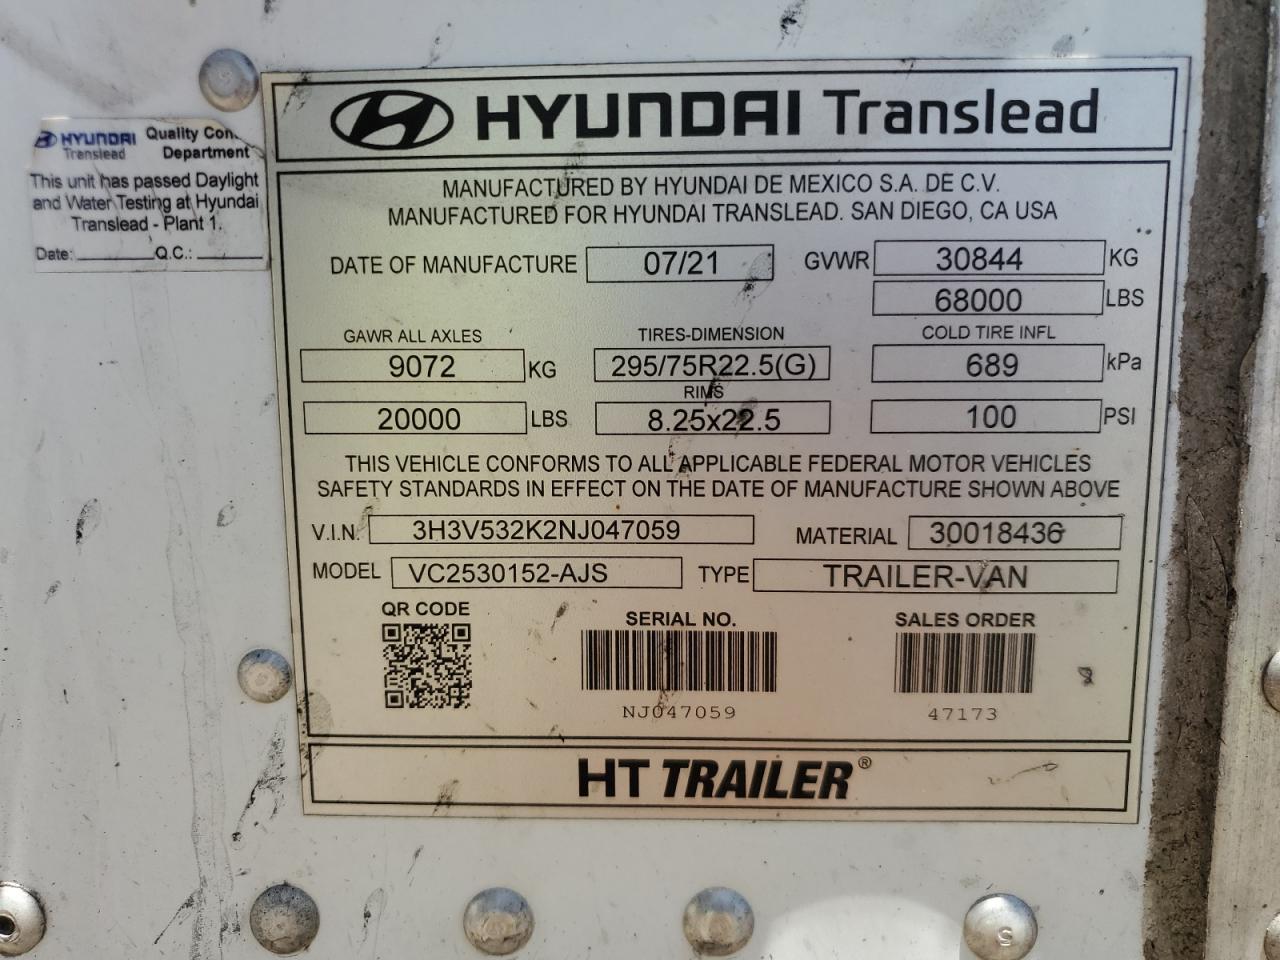 HYUNDAI Translead
MANUFACTURED BY HYUNDAI DE MEXICO S.A. DE C.V.
MANUFACTURED FOR HYUNDAI TRANSLEAD. SAN DIEGO, CA USA
DATE OF MANUFACTURE 07/21 GVWR 30844 KG
68000 LBS
GAWR ALL AXLES TIRES-DIMENSION COLD TIRE INFL
9072 KG 295/75R22.5(G) 689 kPa
RIMS
20000 LBS 8.25x22.5 100 PSI
THIS VEHICLE CONFORMS TO ALL APPLICABLE FEDERAL MOTOR VEHICLES
SAFETY STANDARDS IN EFFECT ON THE DATE OF MANUFACTURE SHOWN ABOVE
V.I.N. 3H3V532K2NJ047059 MATERIAL 30018436
MODEL VC2530152-AJS TYPE TRAILER-VAN
QR CODE SERIAL NO. SALES ORDER
NJ047059 47173
HT TRAILER®
HYUNDAI Translead
Quality
Department
This unit has passed Daylight
and Water Testing at Hyundai
Translead - Plant 1.
Date: Q.C.:
S